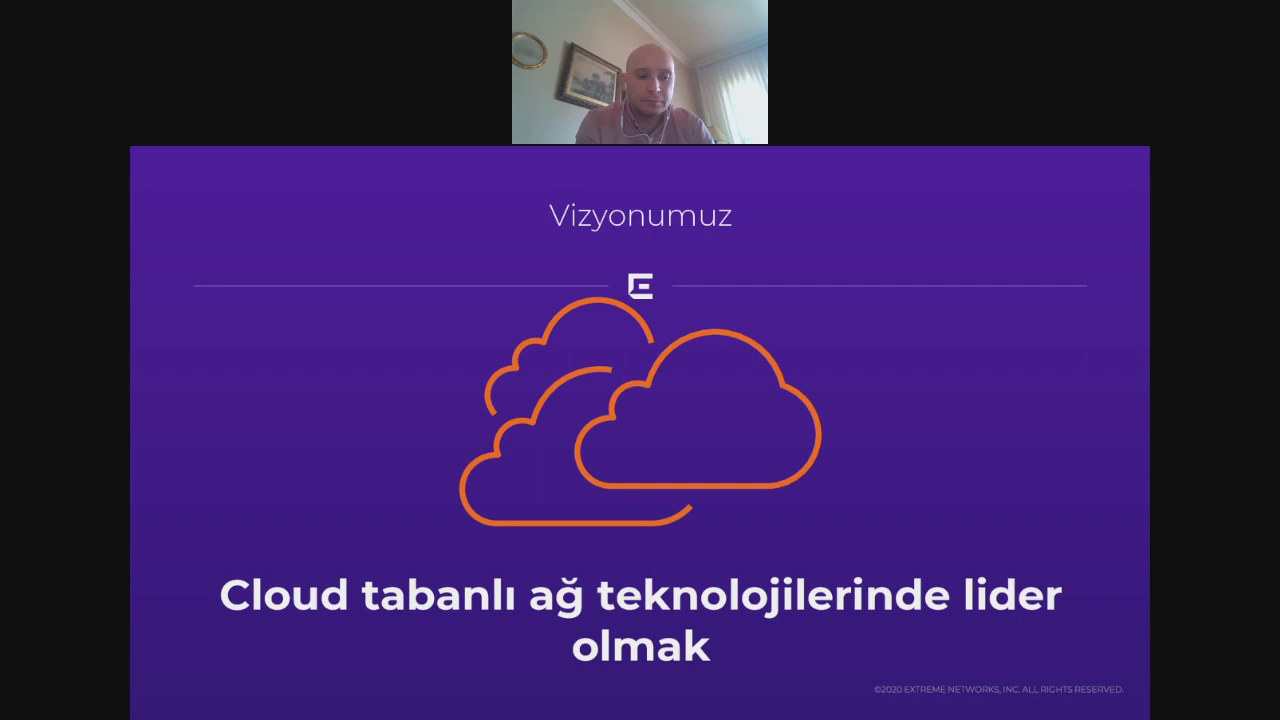 Vizyonumuz
Cloud tabanlı ağ teknolojilerinde lider
olmak
©2020 EXTREME NETWORKS, INC. ALL RIGHTS RESERVED.